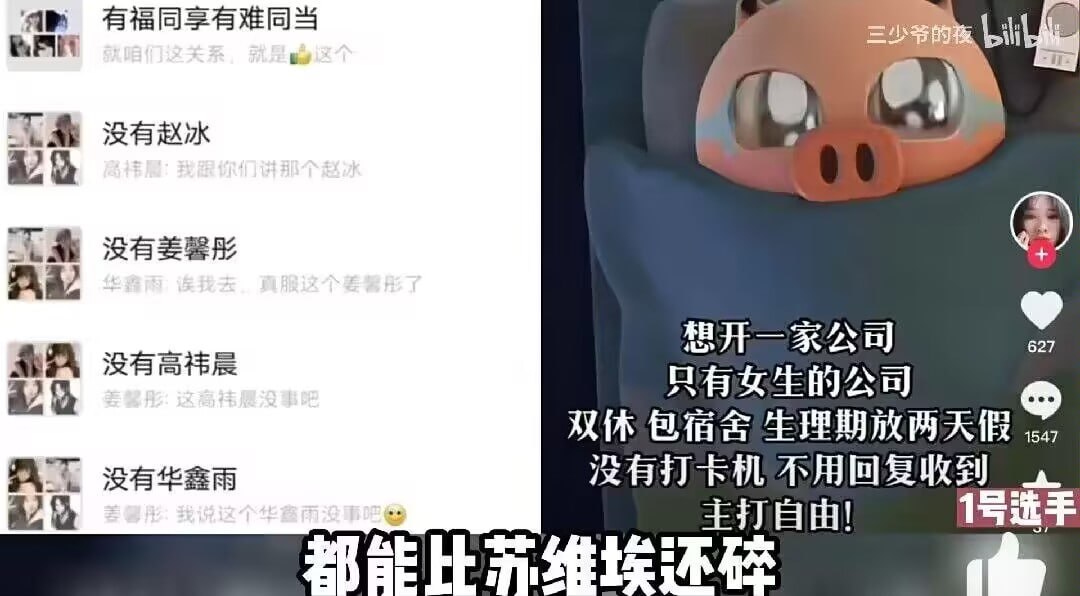 有福同享有难同当
就咱们这关系，就是👍这个
没有赵冰
高祎晨: 我跟你们讲那个赵冰
没有姜馨彤
华鑫雨: 诶我去，真服这个姜馨彤了
没有高祎晨
姜馨彤: 这高祎晨没事吧
没有华鑫雨
姜馨彤: 我说这个华鑫雨没事吧🙂
三少爷的夜 bilibili
627
1547
想开一家公司
只有女生的公司
双休 包宿舍 生理期放两天假
没有打卡机 不用回复收到
主打自由!
1号选手
都能比苏维埃还碎